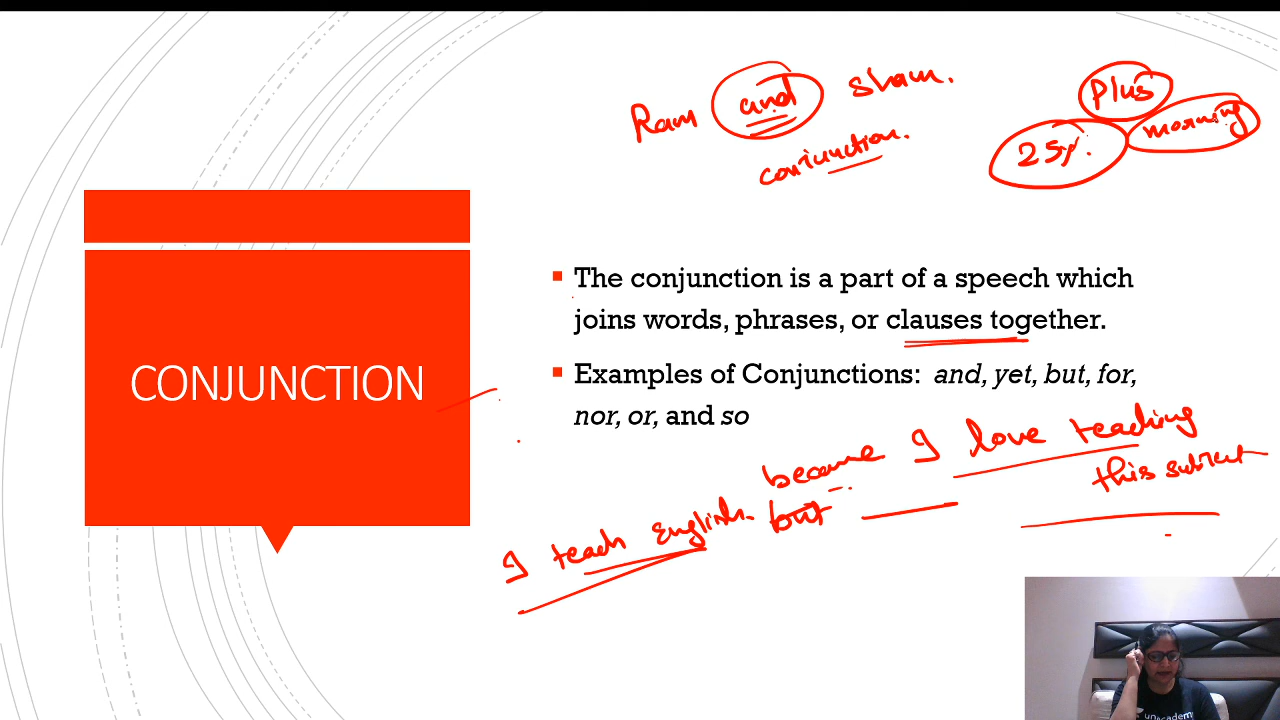 Ram and sham.
conjunction.
Plus
morning
25%
CONJUNCTION
The conjunction is a part of a speech which
joins words, phrases, or clauses together.
Examples of Conjunctions: and, yet, but, for,
nor, or, and so
because I love teaching
this subject
I teach English. but
unacademy